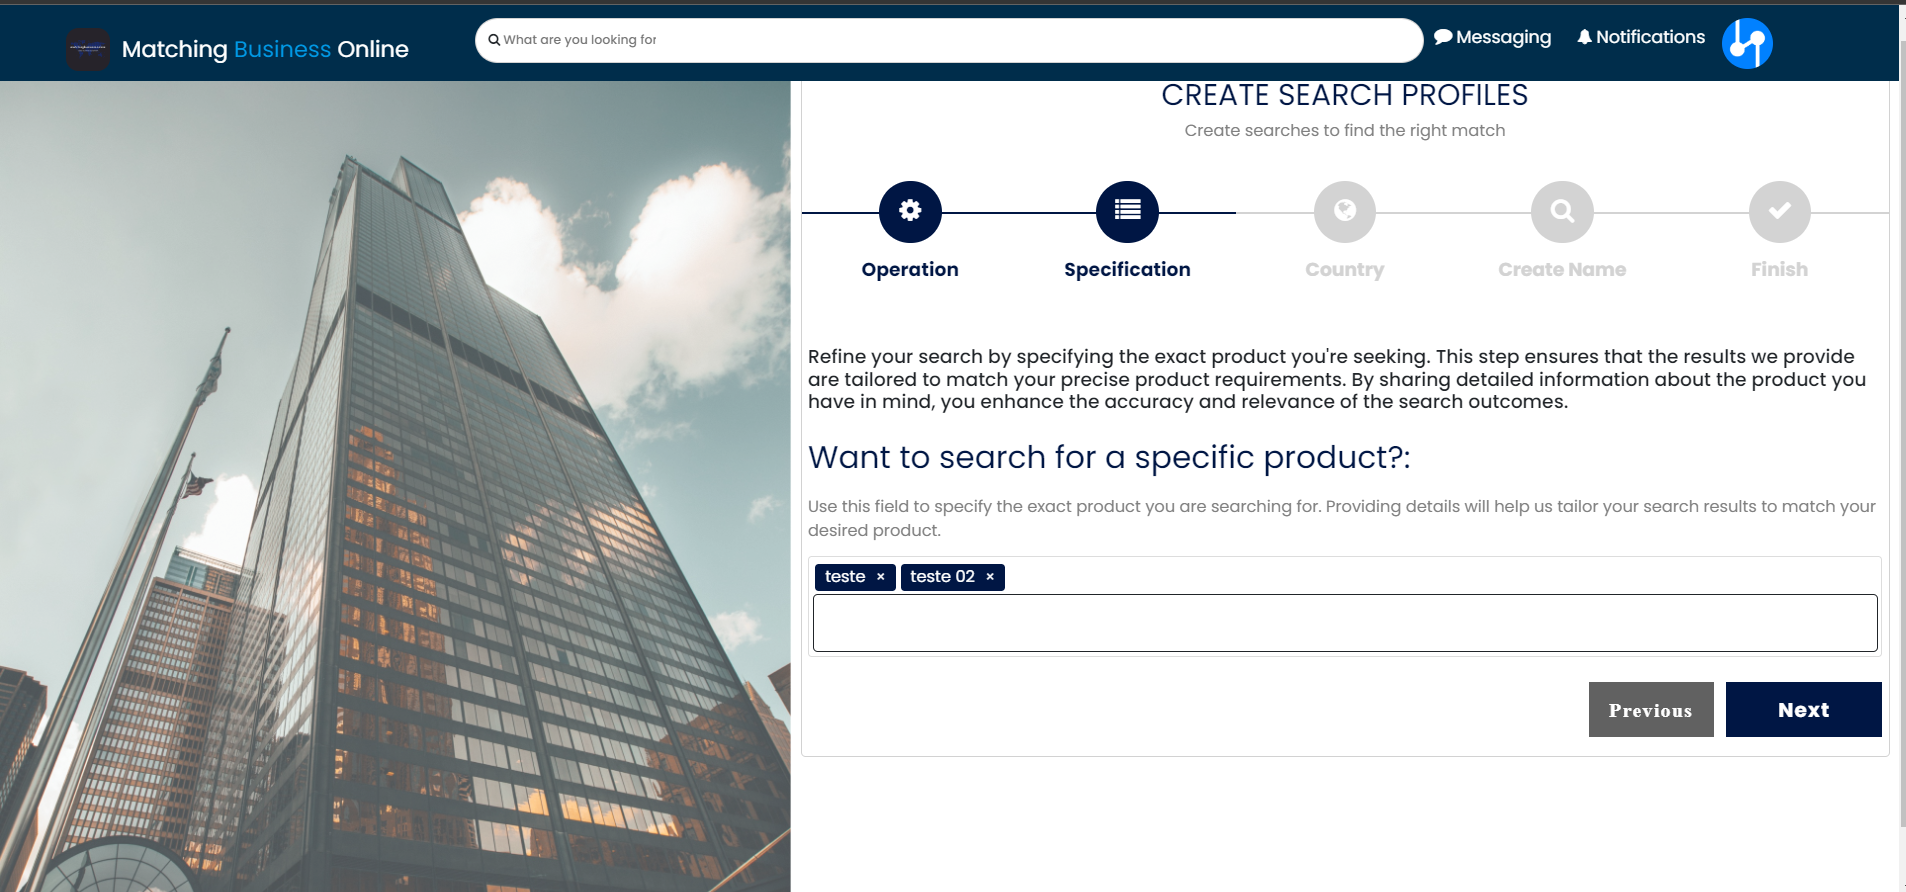 Matching Business Online
What are you looking for
Messaging
Notifications
CREATE SEARCH PROFILES
Create searches to find the right match
Operation
Specification
Country
Create Name
Finish
Refine your search by specifying the exact product you're seeking. This step ensures that the results we provide
are tailored to match your precise product requirements. By sharing detailed information about the product you
have in mind, you enhance the accuracy and relevance of the search outcomes.
Want to search for a specific product?:
Use this field to specify the exact product you are searching for. Providing details will help us tailor your search results to match your
desired product.
teste × teste 02 ×
Previous
Next